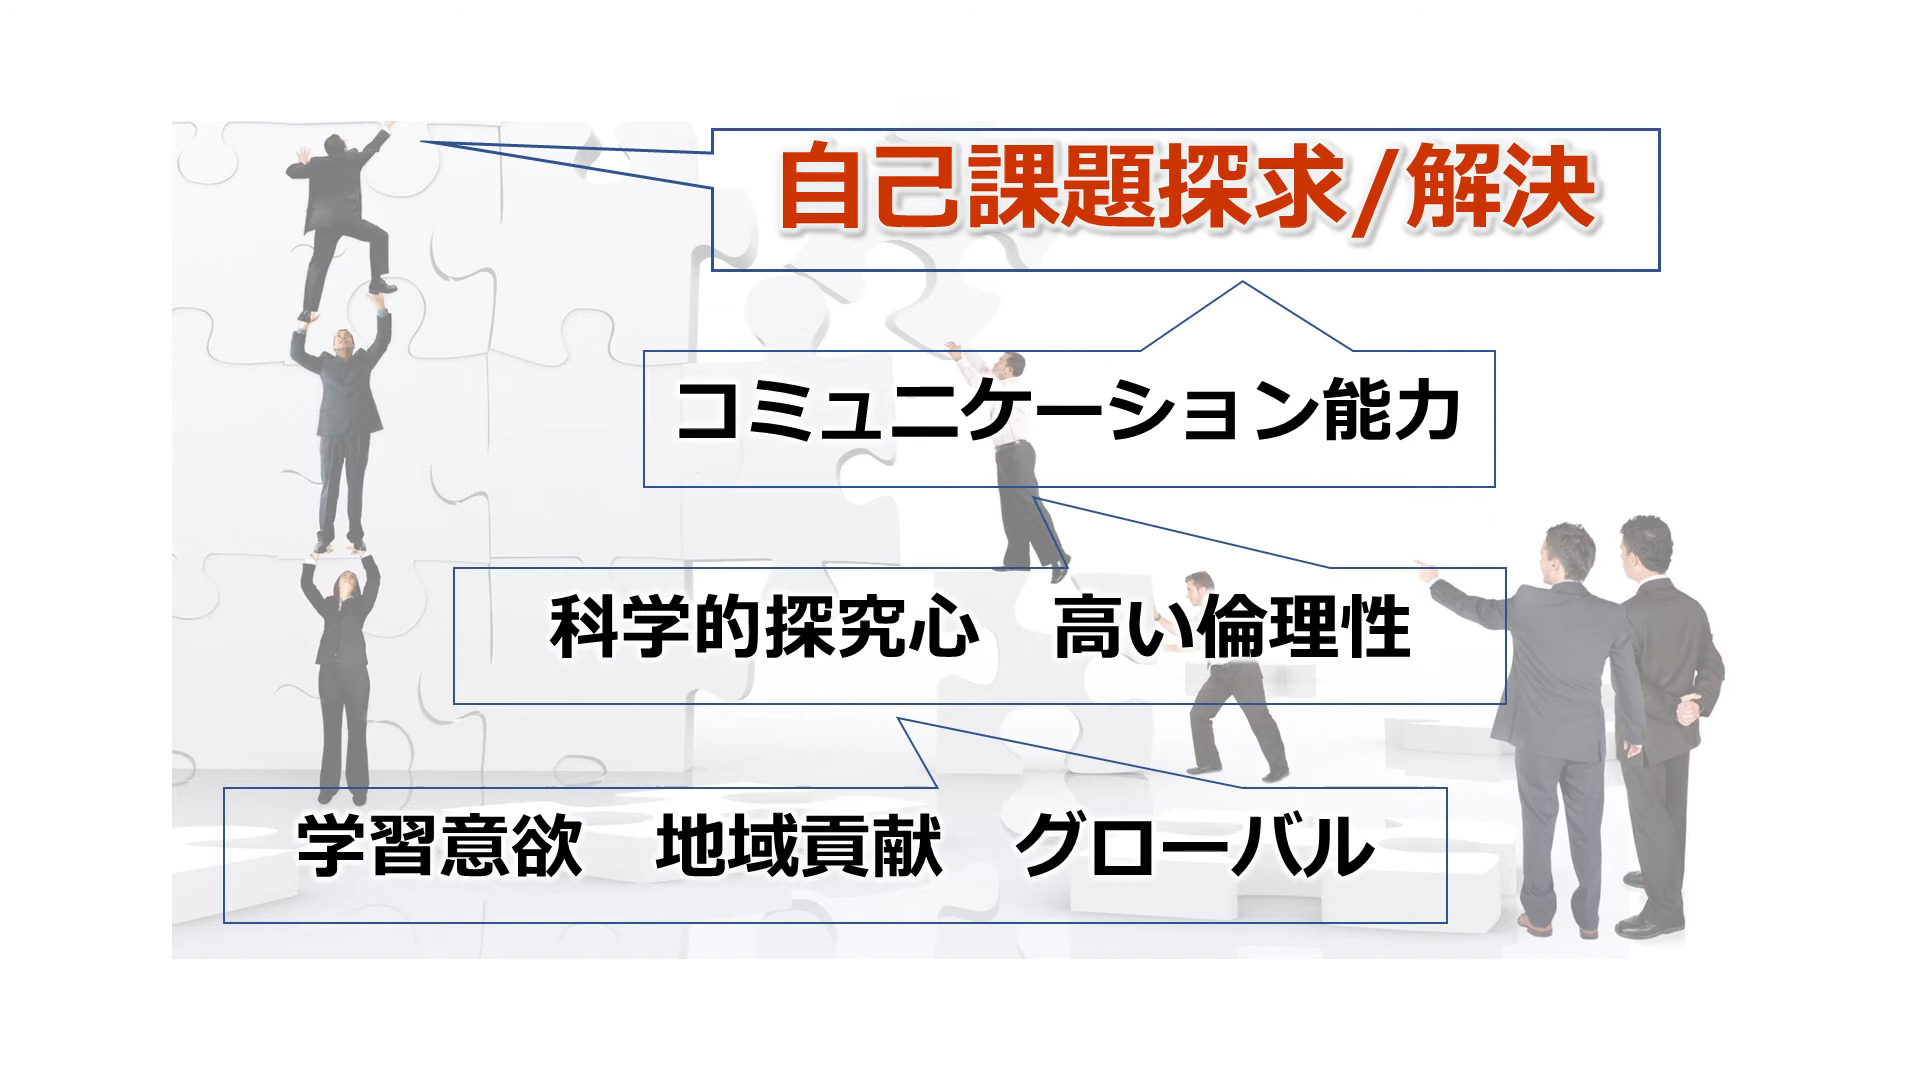 自己課題探求/解決
コミュニケーション能力
科学的探究心　高い倫理性
学習意欲　地域貢献　グローバル